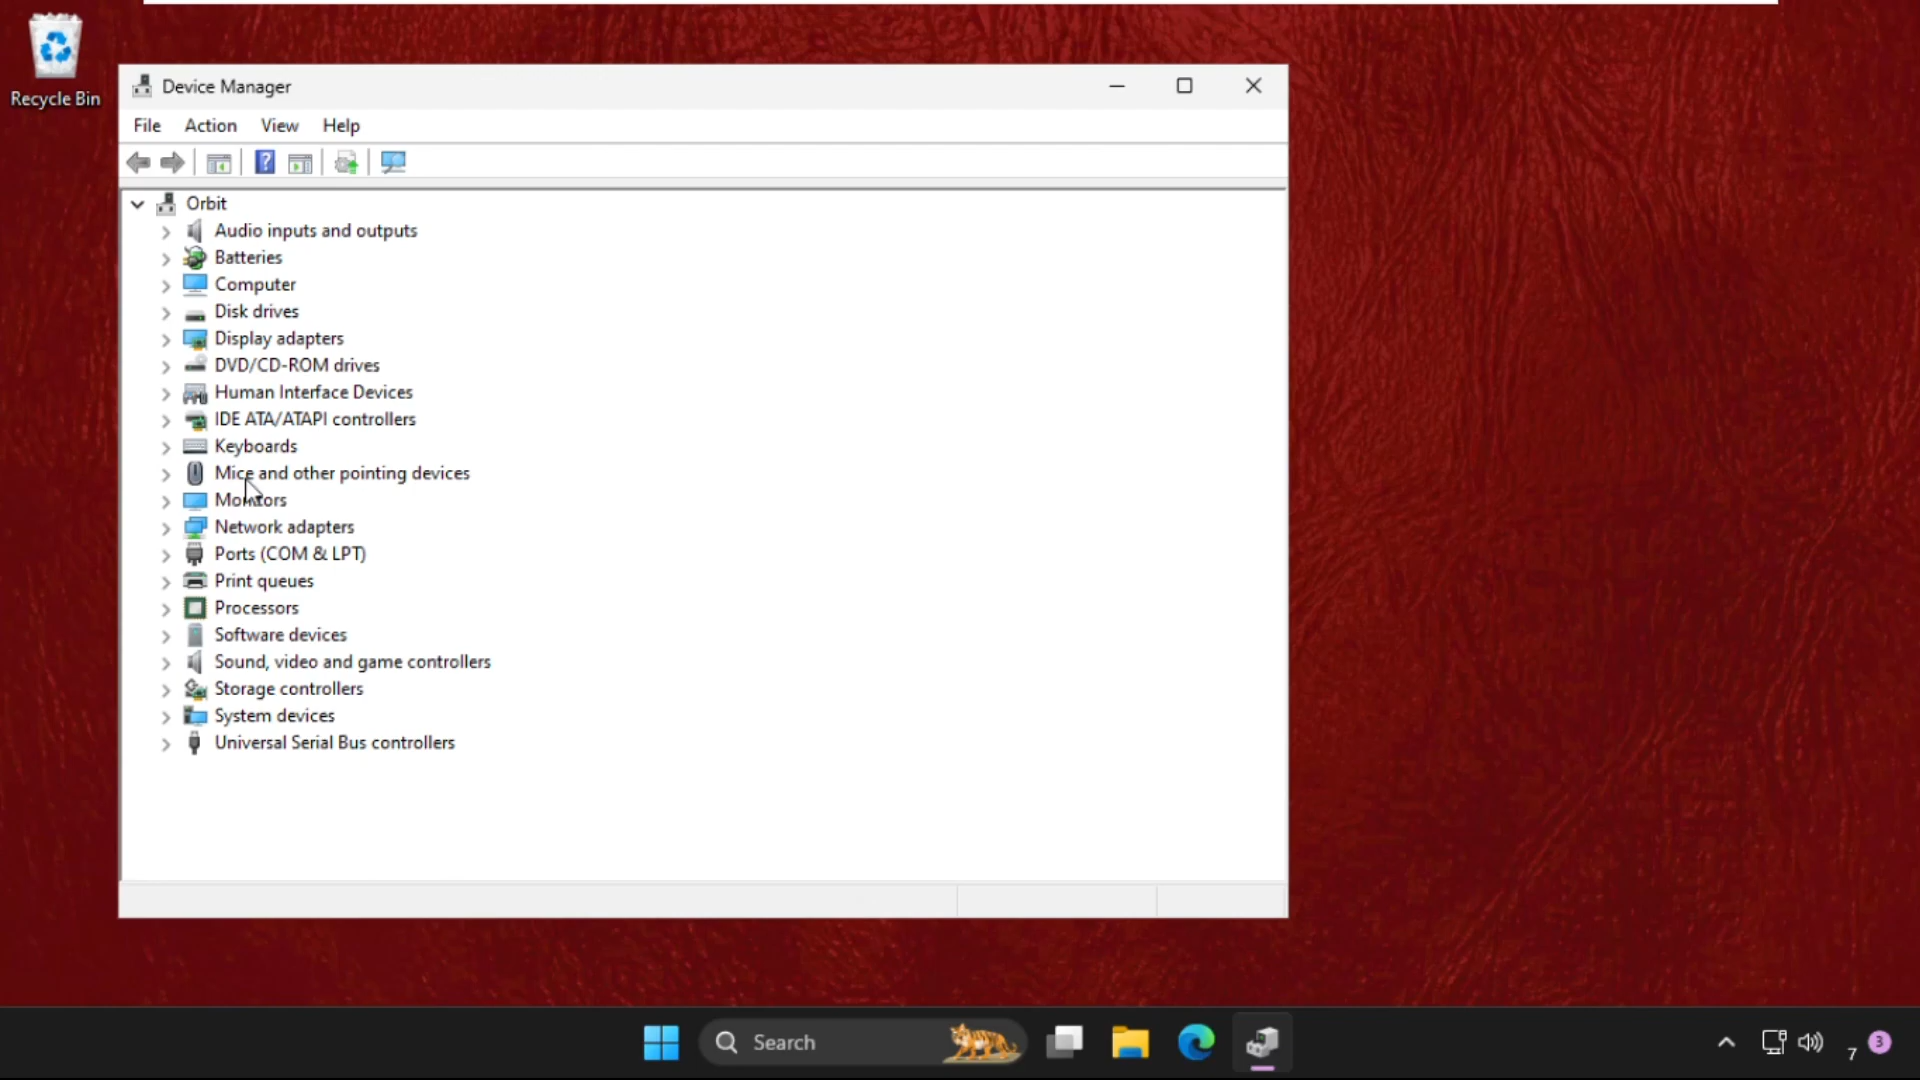 Recycle Bin
Device Manager
File Action View Help
Orbit
Audio inputs and outputs
Batteries
Computer
Disk drives
Display adapters
DVD/CD-ROM drives
Human Interface Devices
IDE ATA/ATAPI controllers
Keyboards
Mice and other pointing devices
Monitors
Network adapters
Ports (COM & LPT)
Print queues
Processors
Software devices
Sound, video and game controllers
Storage controllers
System devices
Universal Serial Bus controllers
Search
7 3